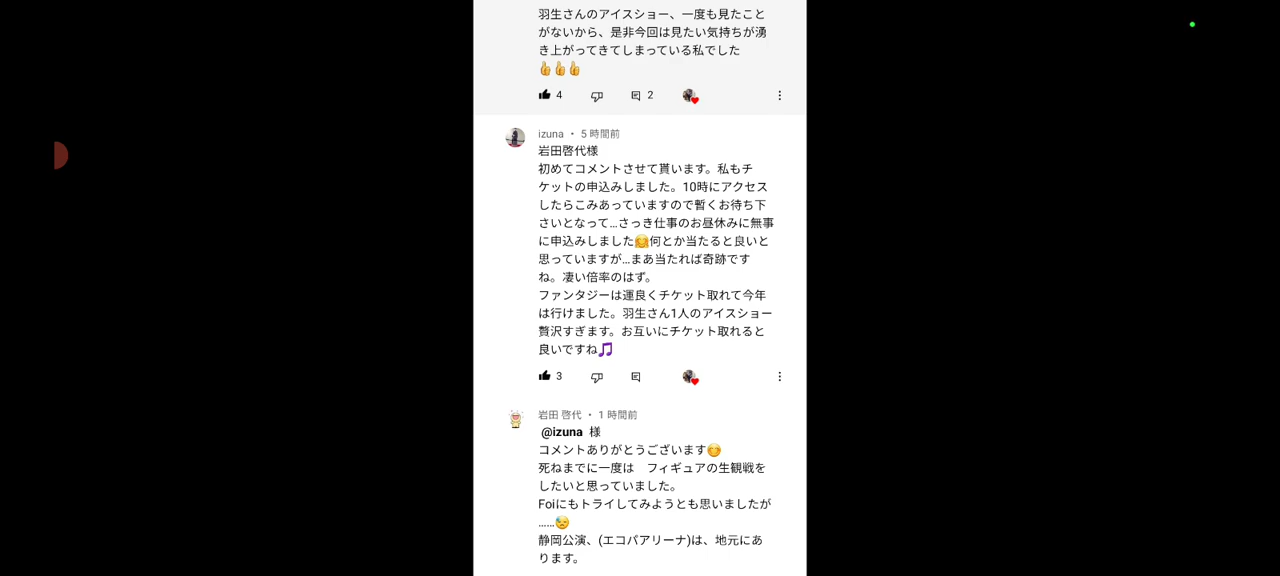 羽生さんのアイスショー、一度も見たこと
がないから、是非今回は見たい気持ちが湧
き上がってきてしまっている私でした
👍👍👍
4 2
izuna • 5 時間前
岩田啓代様
初めてコメントさせて貰います。私もチ
ケットの申込みしました。10時にアクセス
したらこみあっていますので暫くお待ち下
さいとなって...さっき仕事のお昼休みに無事
に申込みしました🤗何とか当たると良いと
思っていますが...まあ当たれば奇跡です
ね。凄い倍率のはず。
ファンタジーは運良くチケット取れて今年
は行けました。羽生さん1人のアイスショー
贅沢すぎます。お互いにチケット取れると
良いですね🎵
3
岩田 啓代 • 1 時間前
@izuna 様
コメントありがとうございます🤭
死ねまでに一度は　フィギュアの生観戦を
したいと思っていました。
Foiにもトライしてみようとも思いましたが
......😓
静岡公演、(エコパアリーナ)は、地元にあ
ります。